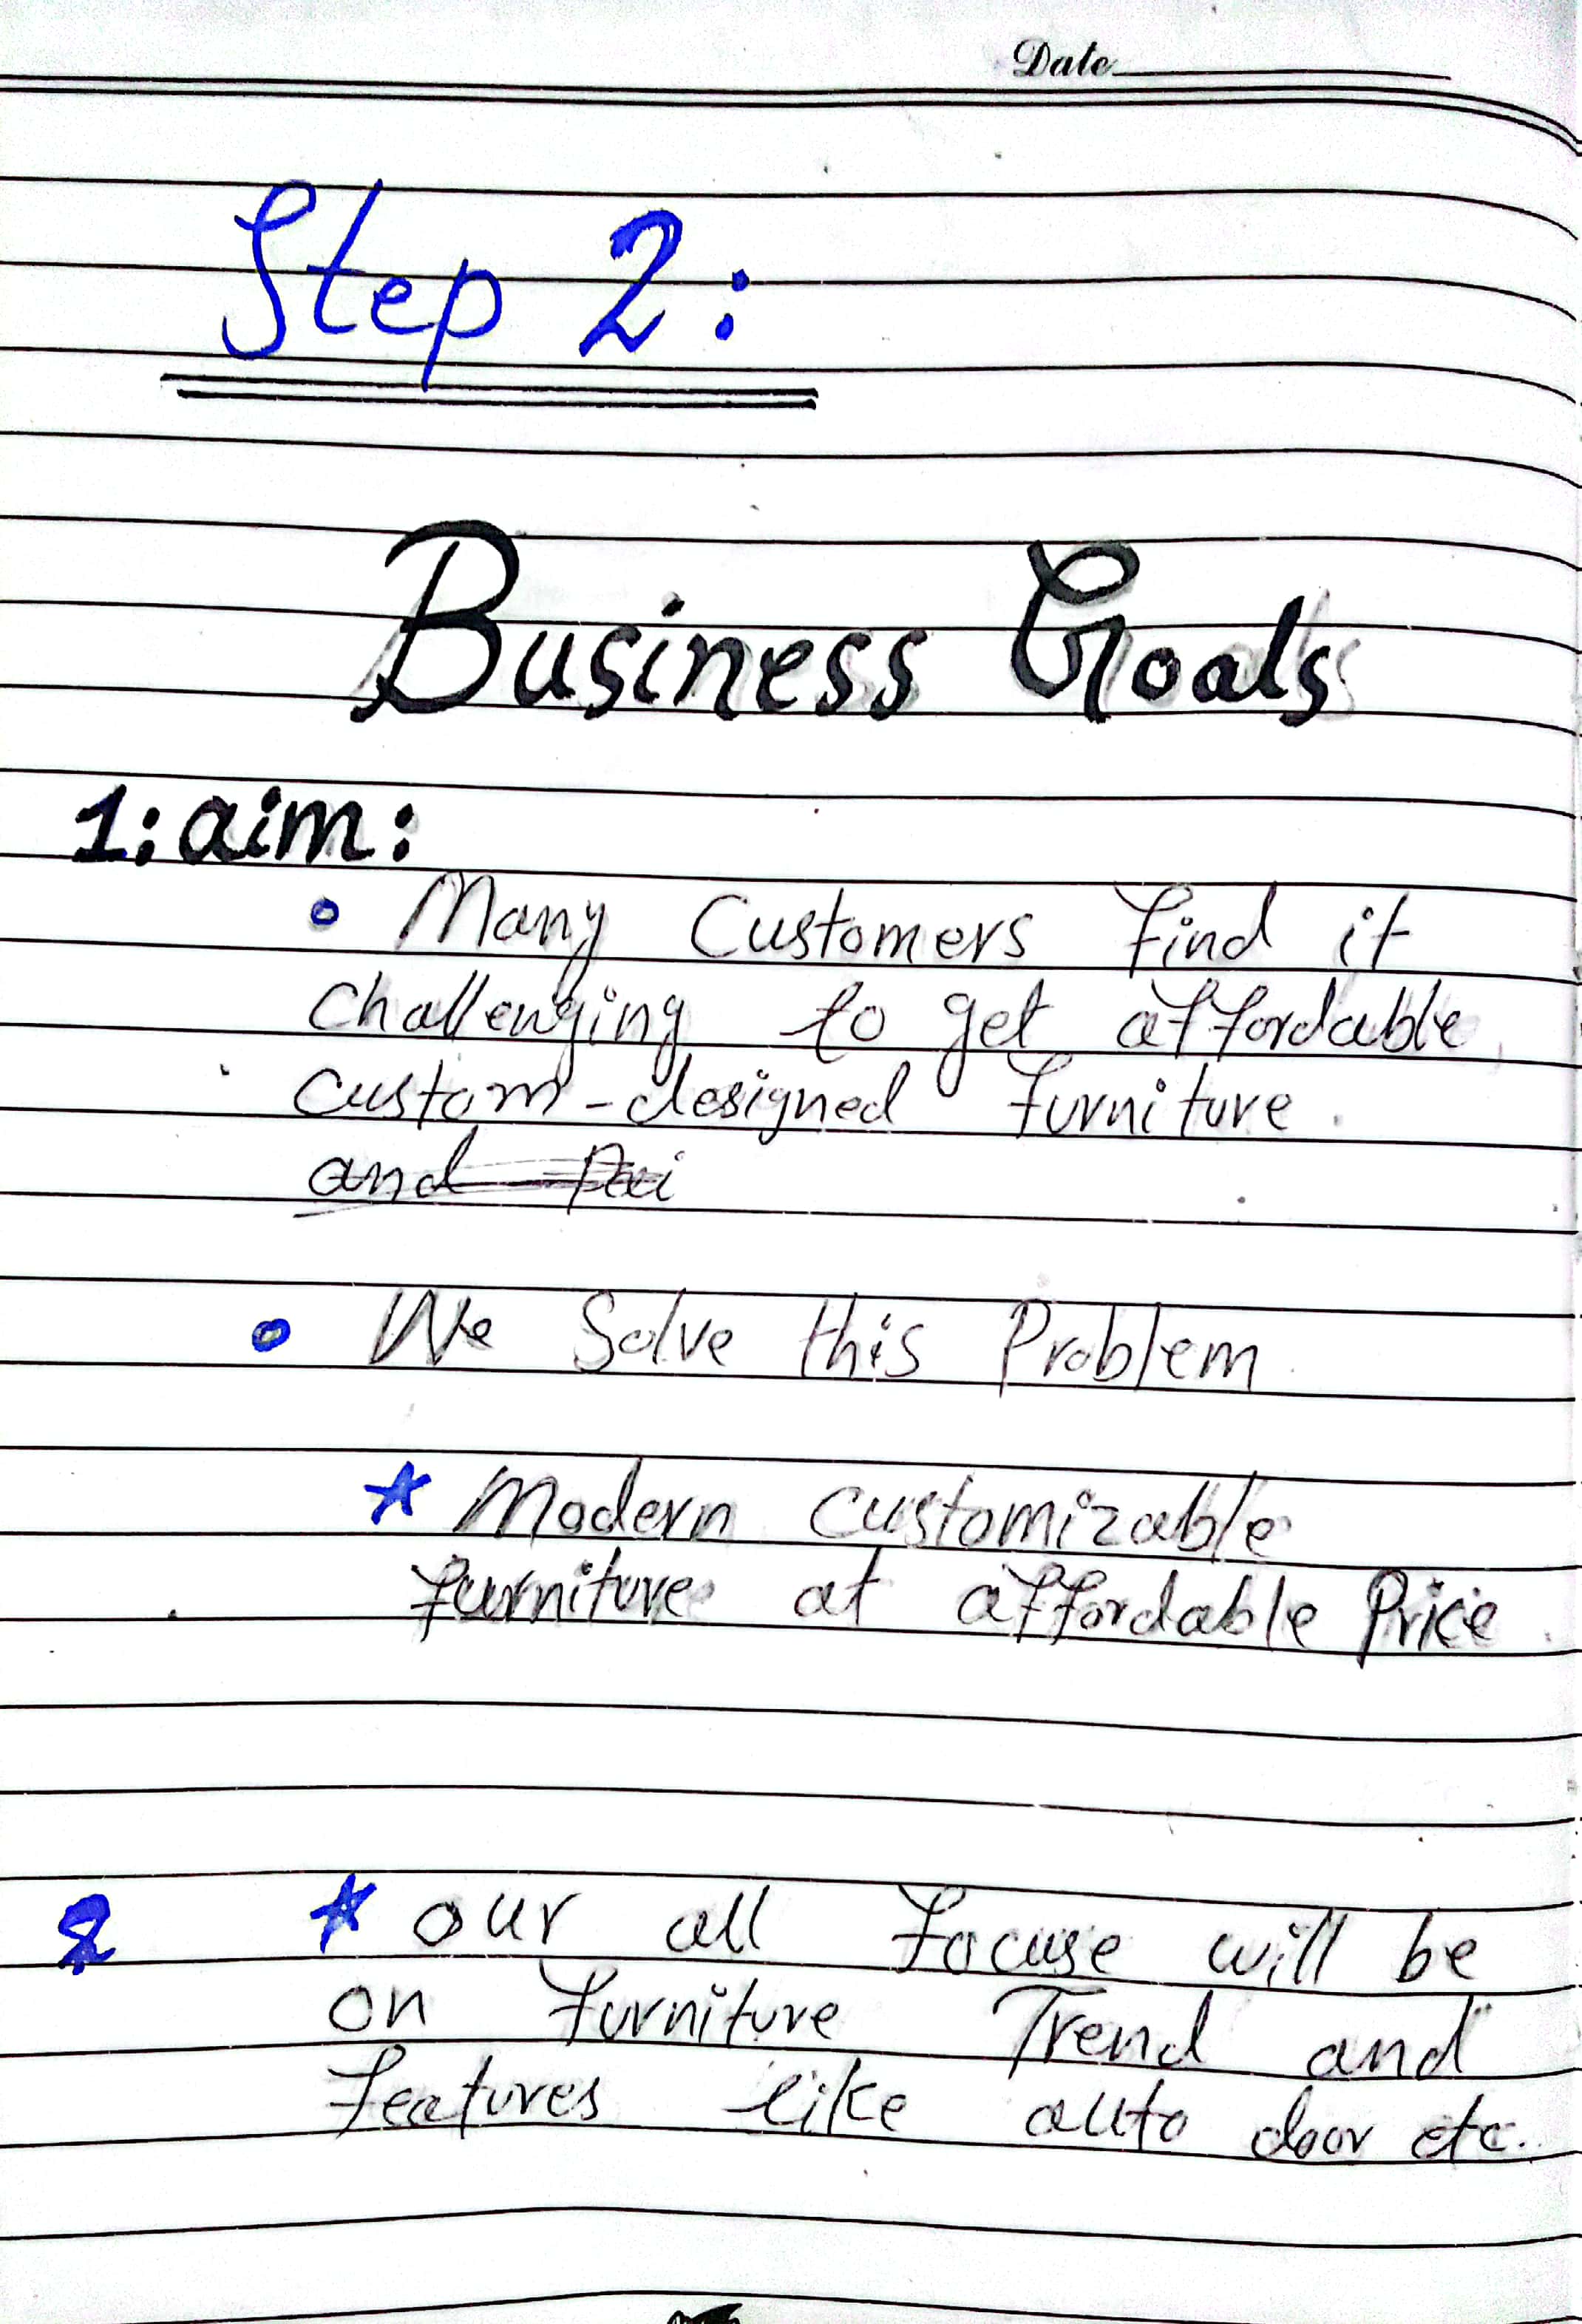 Date
Step 2:
Business Goals
1: aim:
Many Customers find it
challenging to get affordable
custom-designed furniture.
and Pai
We Solve this Problem
* Modern customizable
furniture at affordable Price
2 * our all focuse will be
on furniture Trend and
features like auto door etc.